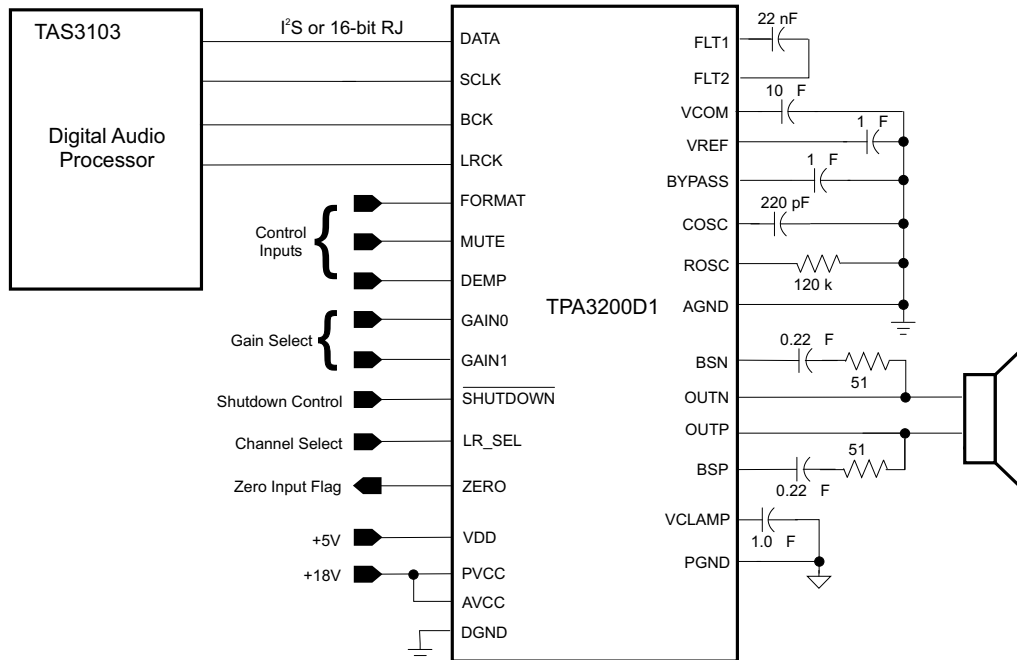 TAS3103
Digital Audio
Processor
I²S or 16-bit RJ
Control
Inputs
Gain Select
Shutdown Control
Channel Select
Zero Input Flag
+5V
+18V
DATA
SCLK
BCK
LRCK
FORMAT
MUTE
DEMP
GAIN0
GAIN1
SHUTDOWN
LR_SEL
ZERO
VDD
PVCC
AVCC
DGND
TPA3200D1
FLT1
FLT2
VCOM
VREF
BYPASS
COSC
ROSC
AGND
BSN
OUTN
OUTP
BSP
VCLAMP
PGND
22 nF
10 F
1 F
1 F
220 pF
120 k
0.22 F
51
51
0.22 F
1.0 F